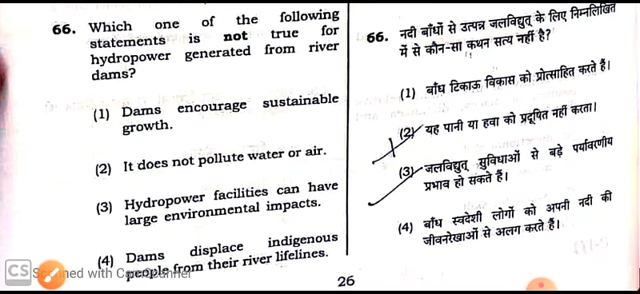 66. Which one of the following
statements is not true for
hydropower generated from river
dams?
(1) Dams encourage sustainable
growth.
(2) It does not pollute water or air.
(3) Hydropower facilities can have
large environmental impacts.
(4) Dams displace indigenous
people from their river lifelines.
66. नदी बाँधों से उत्पन्न जलविद्युत् के लिए निम्नलिखित
में से कौन-सा कथन सत्य नहीं है?
(1) बाँध टिकाऊ विकास को प्रोत्साहित करते हैं।
(2) यह पानी या हवा को प्रदूषित नहीं करता।
(3) जलविद्युत् सुविधाओं से बड़े पर्यावरणीय
प्रभाव हो सकते हैं।
(4) बाँध स्वदेशी लोगों को अपनी नदी की
जीवनरेखाओं से अलग करते हैं।
26
CS Scanned with CamScanner